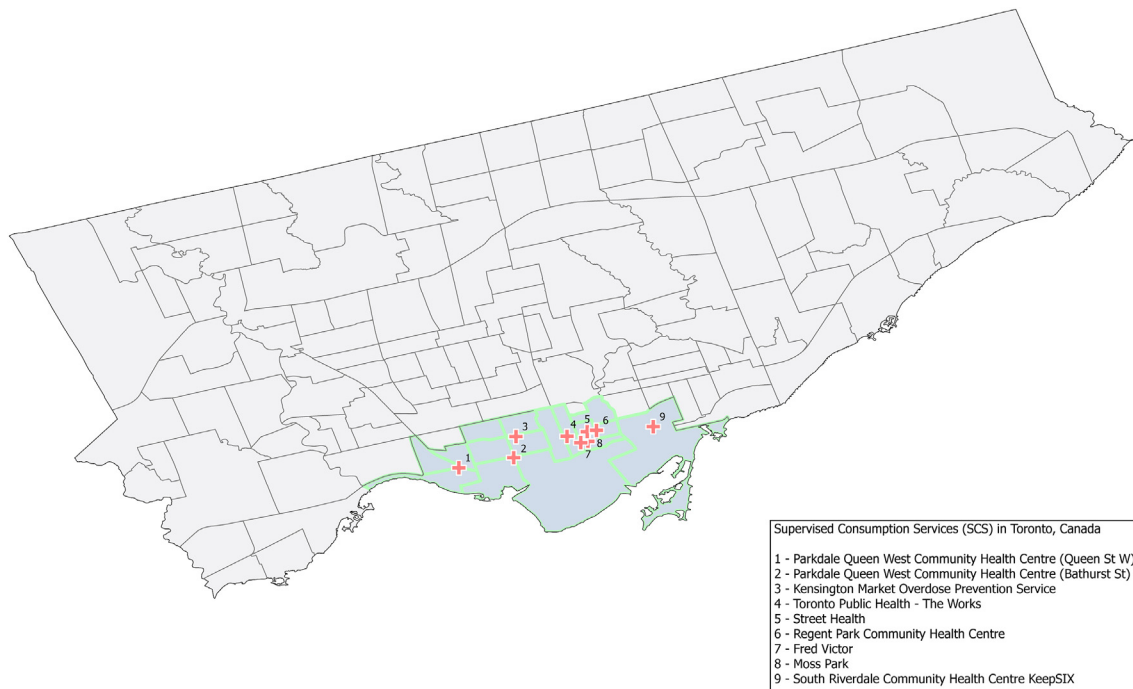 3
5
6
9
4
1
2
8
7
Supervised Consumption Services (SCS) in Toronto, Canada
1 - Parkdale Queen West Community Health Centre (Queen St W)
2 - Parkdale Queen West Community Health Centre (Bathurst St)
3 - Kensington Market Overdose Prevention Service
4 - Toronto Public Health - The Works
5 - Street Health
6 - Regent Park Community Health Centre
7 - Fred Victor
8 - Moss Park
9 - South Riverdale Community Health Centre KeepSIX